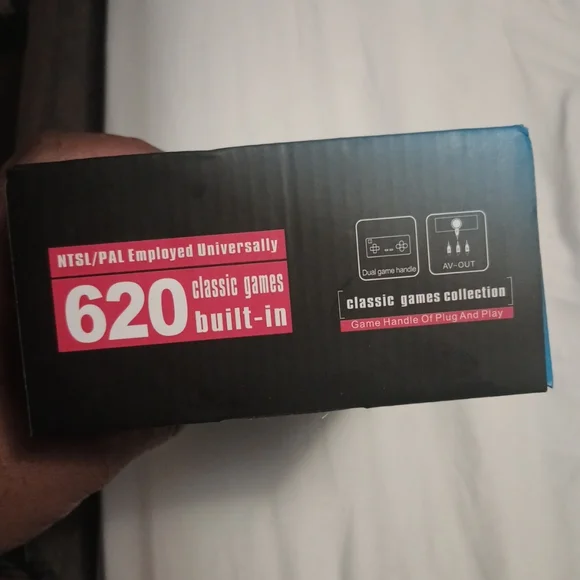 NTSL/PAL Employed Universally
620 classic games
built-in
Dual game handle
AV-OUT
classic games collection
Game Handle Of Plug And Play